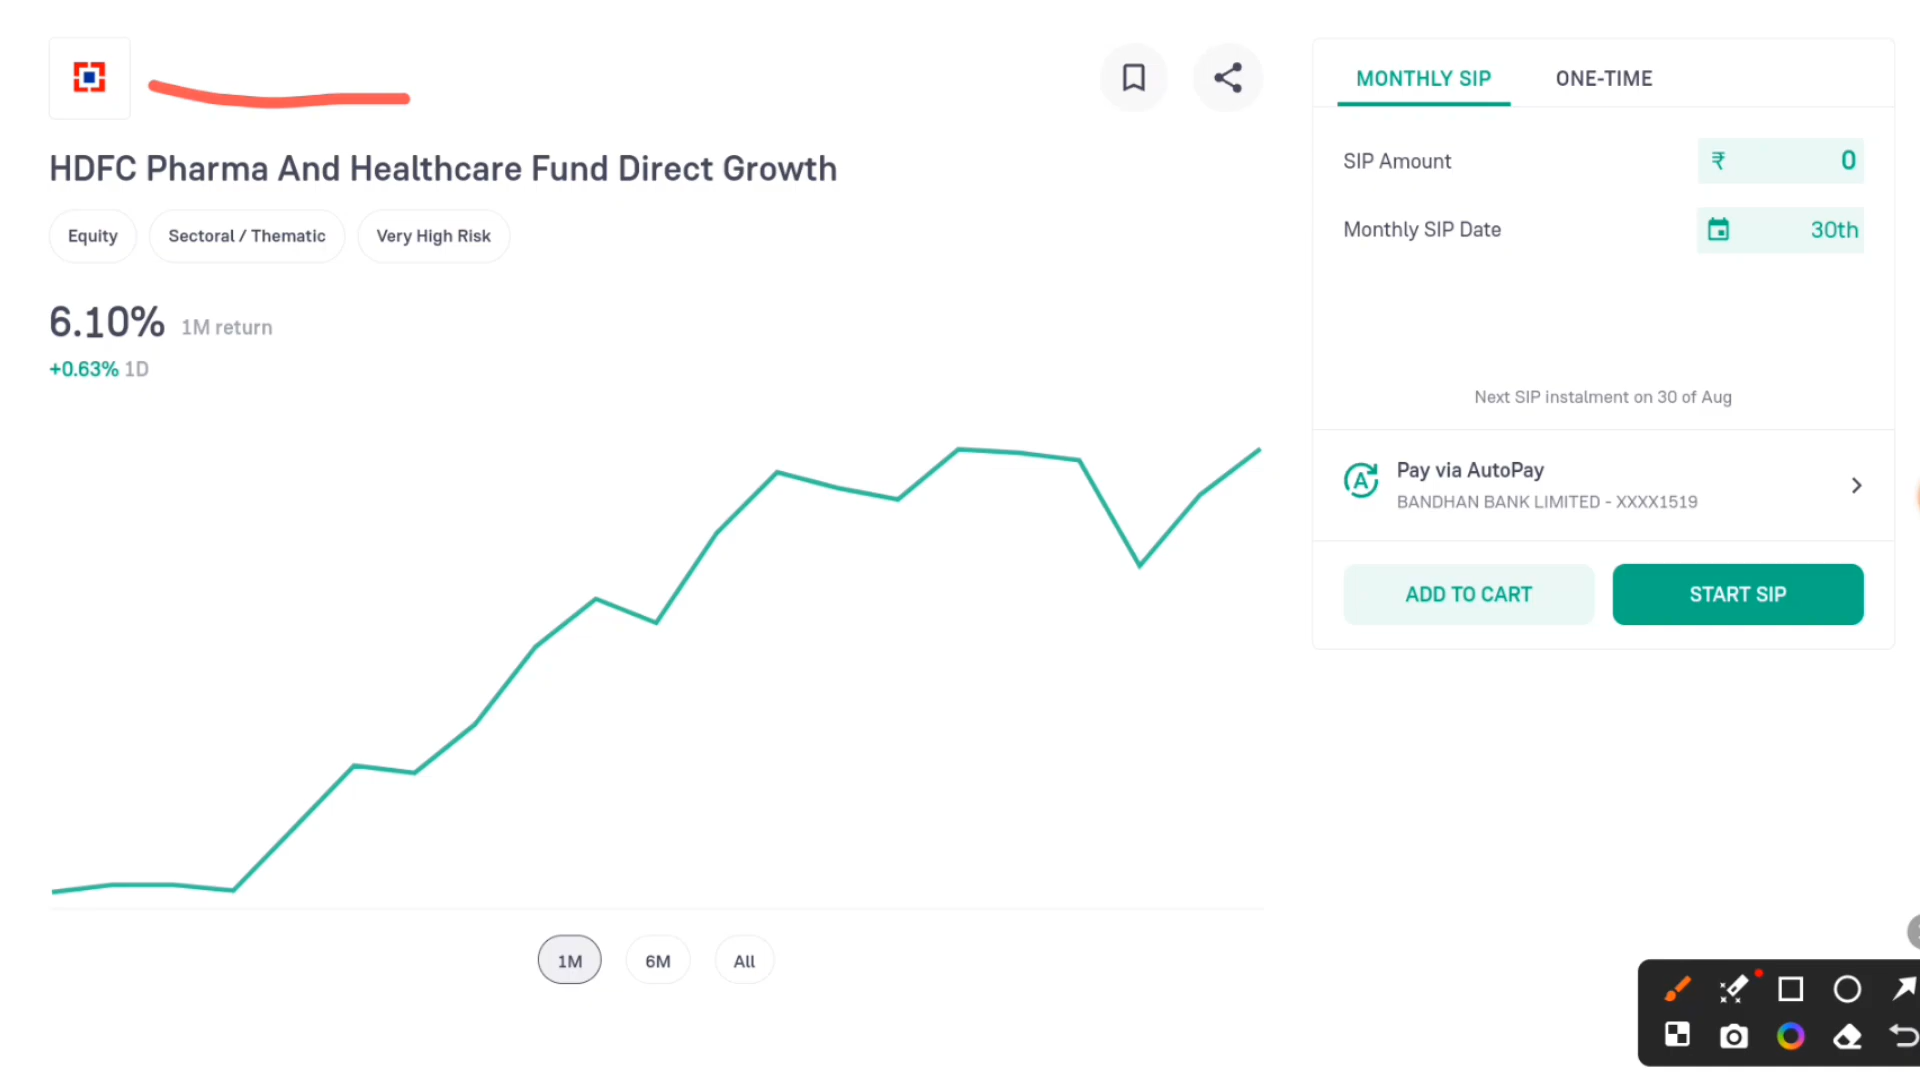 HDFC Pharma And Healthcare Fund Direct Growth
Equity
Sectoral / Thematic
Very High Risk
6.10% 1M return
+0.63% 1D
1M
6M
All
MONTHLY SIP
ONE-TIME
SIP Amount
₹ 0
Monthly SIP Date
30th
Next SIP instalment on 30 of Aug
Pay via AutoPay
BANDHAN BANK LIMITED - XXXX1519
ADD TO CART
START SIP